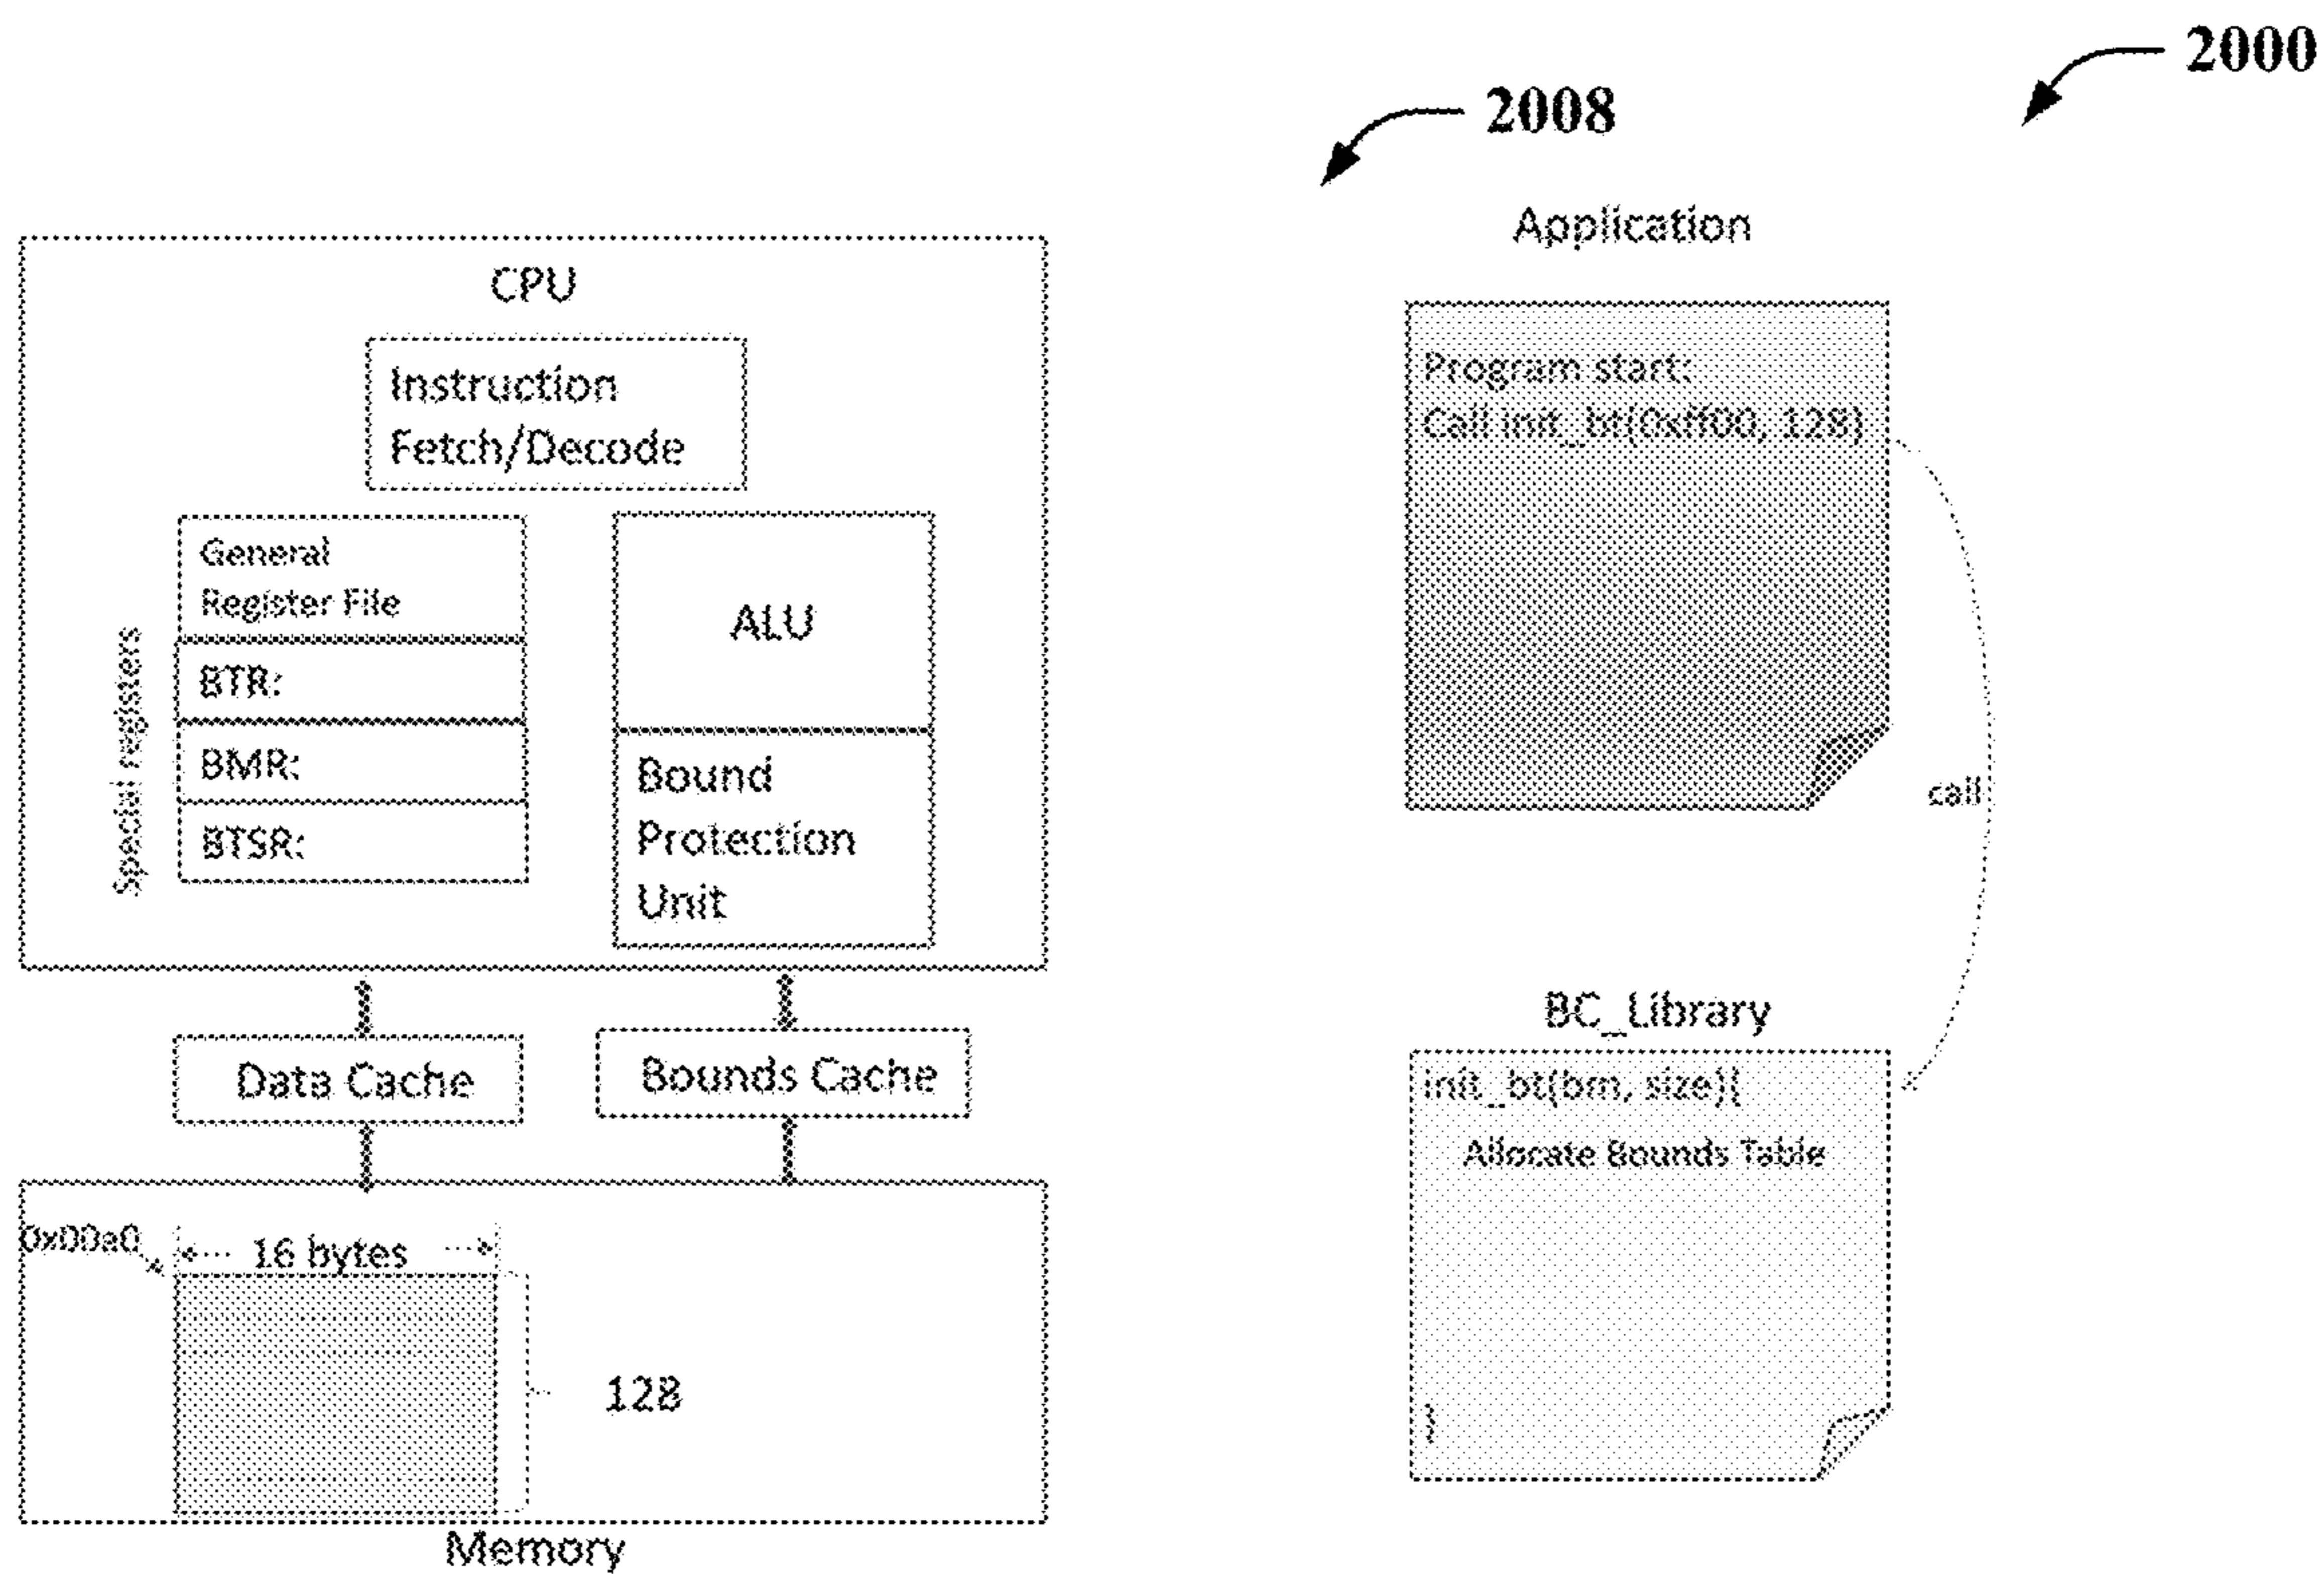 2000
2008
CPU
Instruction
Fetch/Decode
General
Register File
BTR:
BMR:
BTSR:
Special registers
ALU
Bound
Protection
Unit
Data Cache
Bounds Cache
0x00a0
16 bytes
128
Memory
Application
Program start:
Call init_bt(0xff00, 128)
call
BC_Library
init_bt(bm, size){
Allocate Bounds Table
}